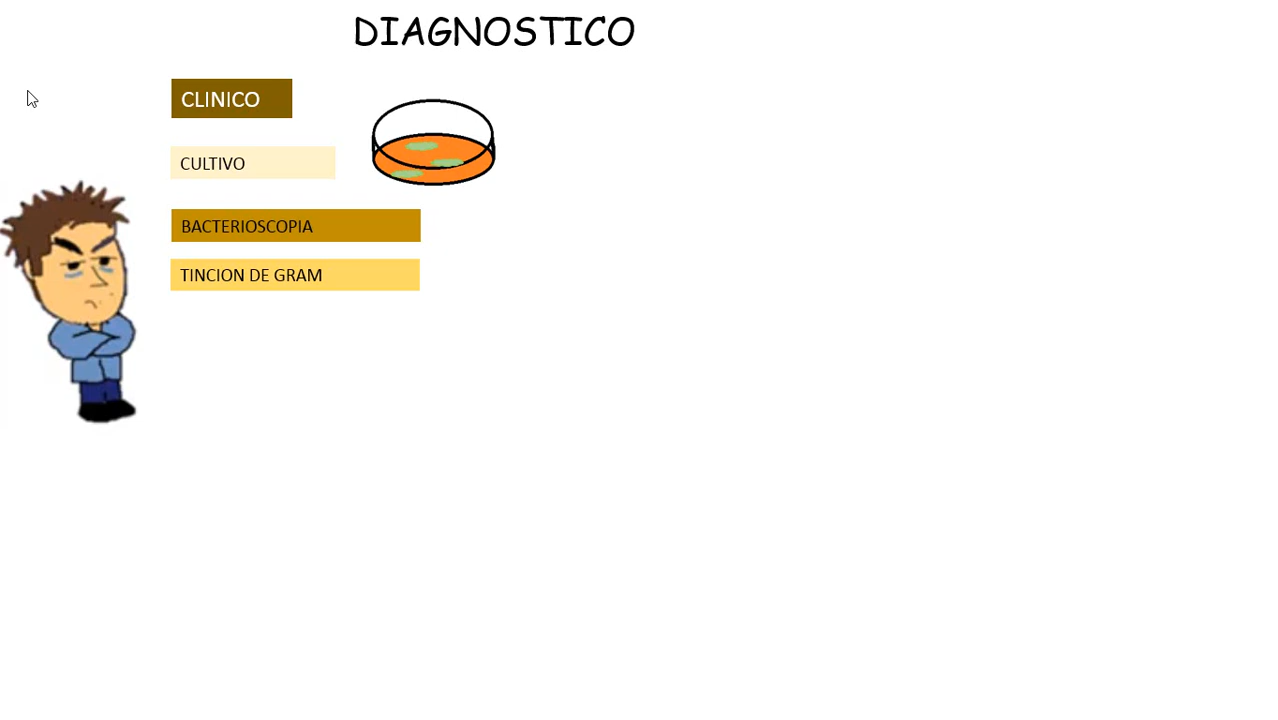 DIAGNOSTICO
CLINICO
CULTIVO
BACTERIOSCOPIA
TINCION DE GRAM